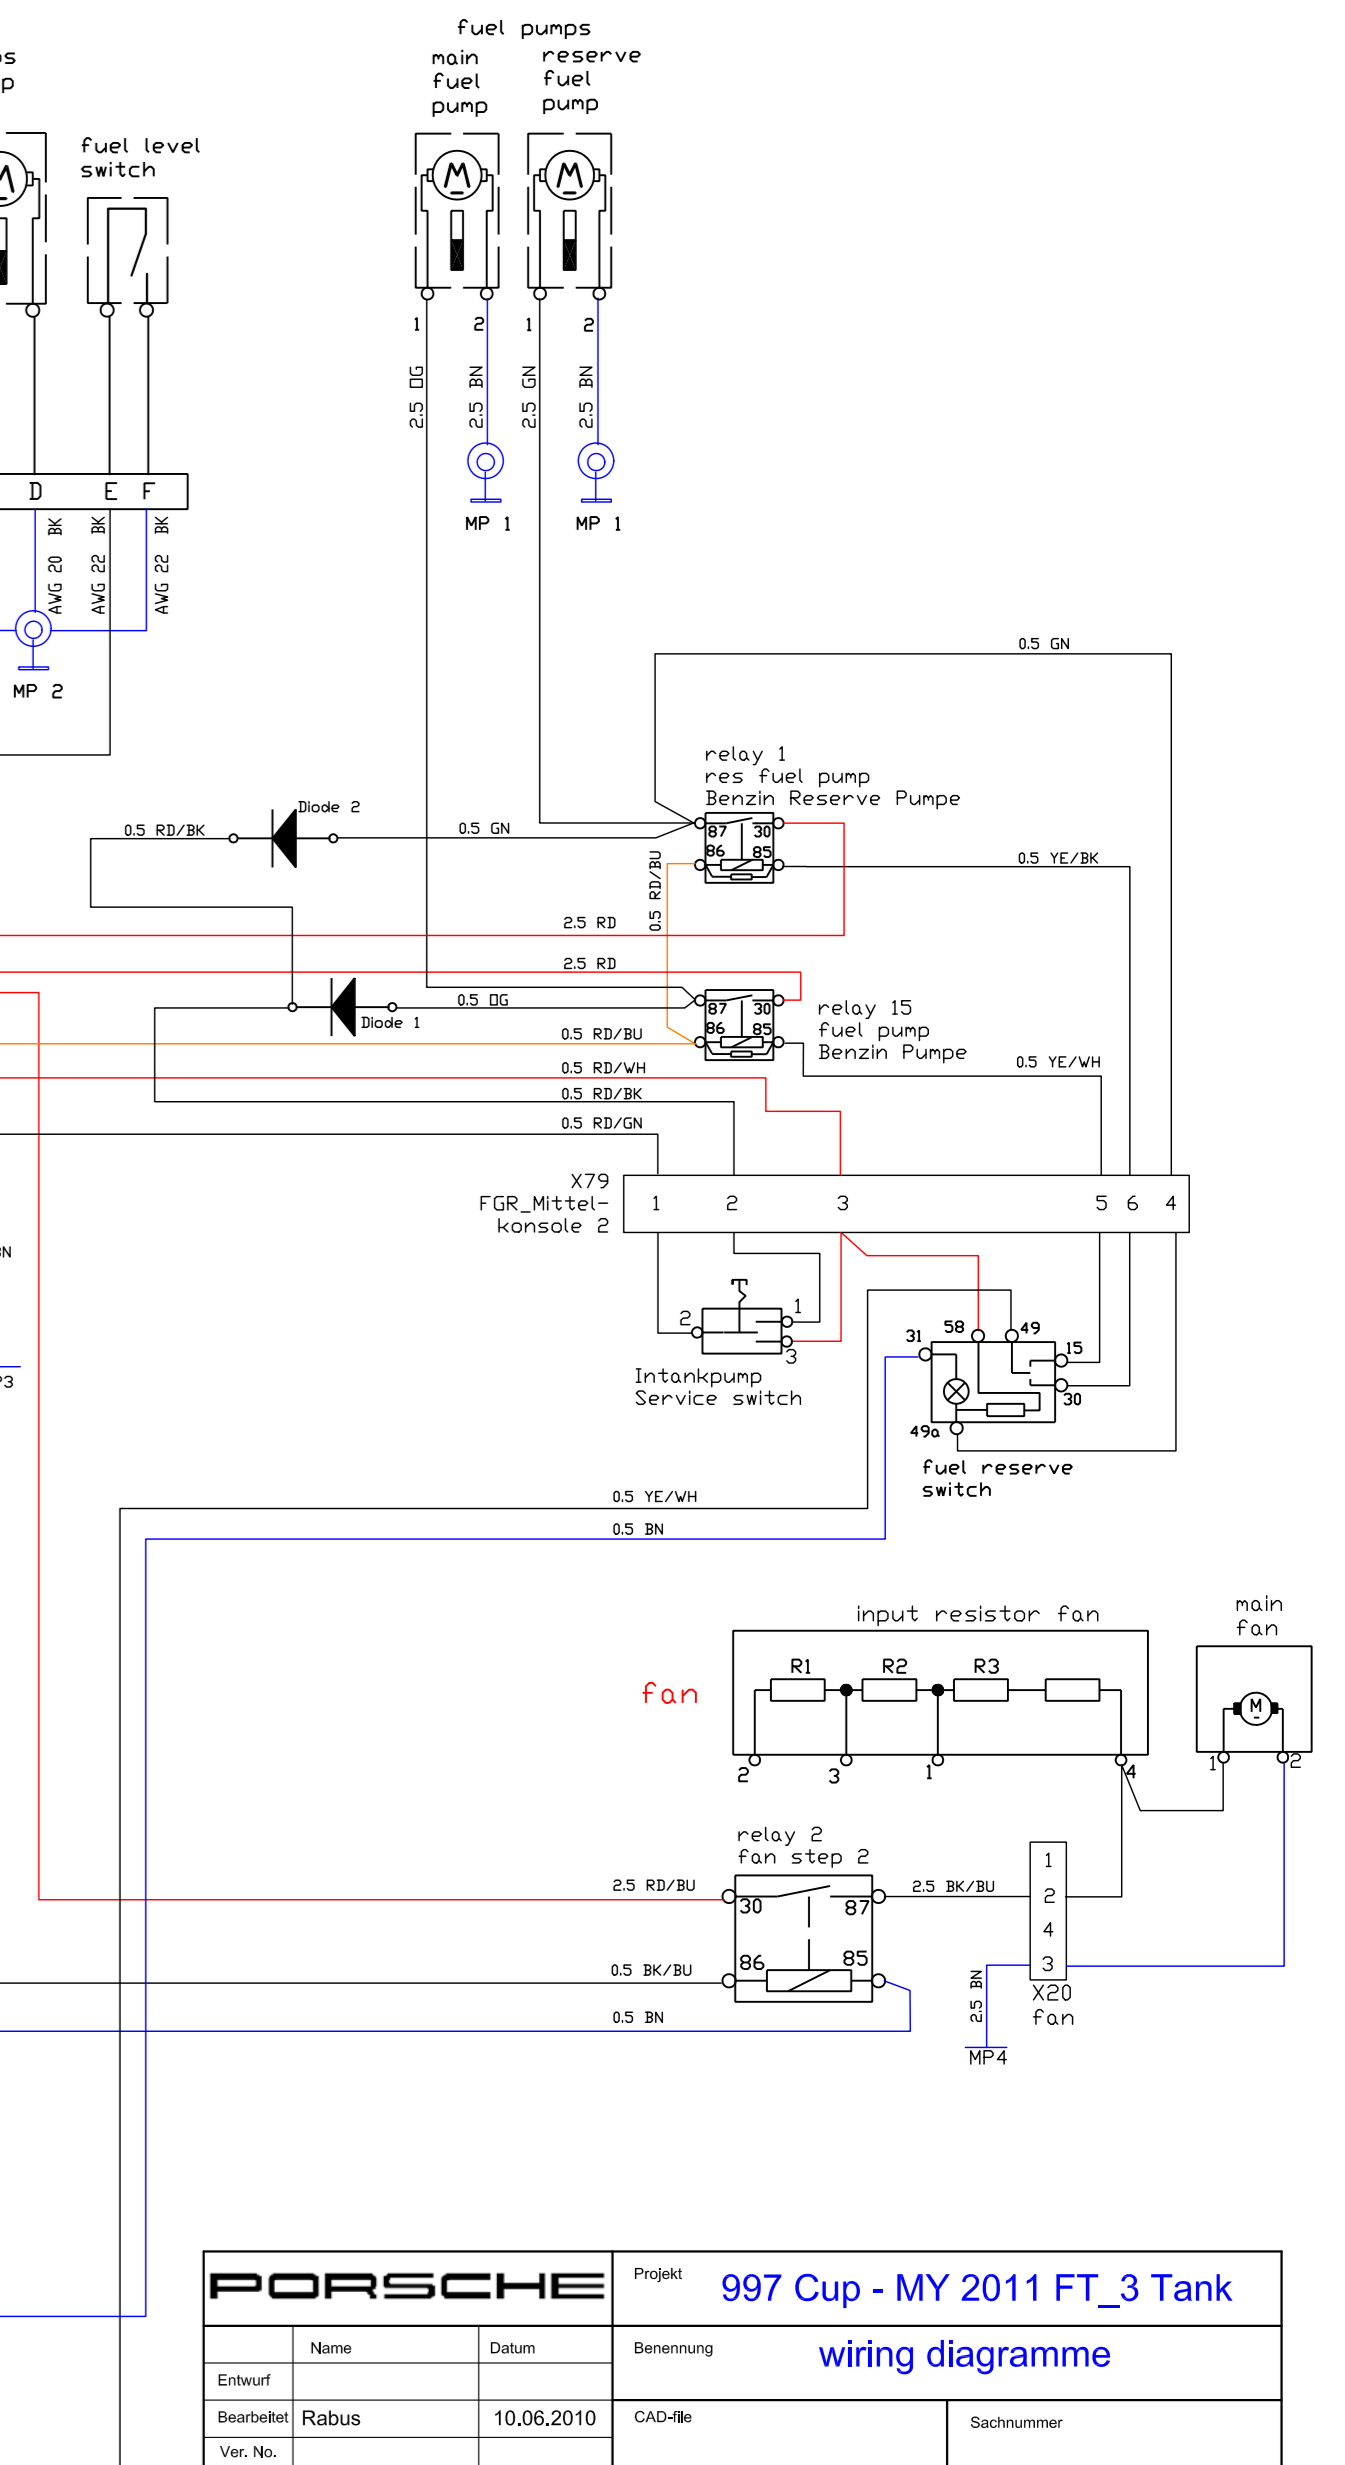 fuel pumps
main
fuel
pump
reserve
fuel
pump
fuel level
switch
1
2
1
2
2.5 OG
2.5 BN
2.5 GN
2.5 BN
MP 1
MP 1
D
E
F
AWG 20 BK
AWG 22 BK
AWG 22 BK
MP 2
0.5 GN
relay 1
res fuel pump
Benzin Reserve Pumpe
Diode 2
0.5 RD/BK
0.5 GN
87
30
86
85
0.5 YE/BK
0.5 RD/BU
2.5 RD
2.5 RD
0.5 OG
Diode 1
87
30
86
85
relay 15
fuel pump
Benzin Pumpe
0.5 RD/BU
0.5 RD/WH
0.5 YE/WH
0.5 RD/BK
0.5 RD/GN
X79
FGR_Mittel-
konsole 2
1
2
3
5
6
4
2
1
3
Intankpump
Service switch
31
58
49
15
30
49a
fuel reserve
switch
0.5 YE/WH
0.5 BN
input resistor fan
main
fan
fan
R1
R2
R3
2
3
1
4
M
1
2
relay 2
fan step 2
2.5 RD/BU
30
87
2.5 BK/BU
86
85
0.5 BK/BU
0.5 BN
1
2
4
3
X20
fan
2.5 BN
MP4
PORSCHE
Projekt
997 Cup - MY 2011 FT_3 Tank
Name
Datum
Benennung
wiring diagramme
Entwurf
Bearbeitet
Rabus
10.06.2010
CAD-file
Sachnummer
Ver. No.